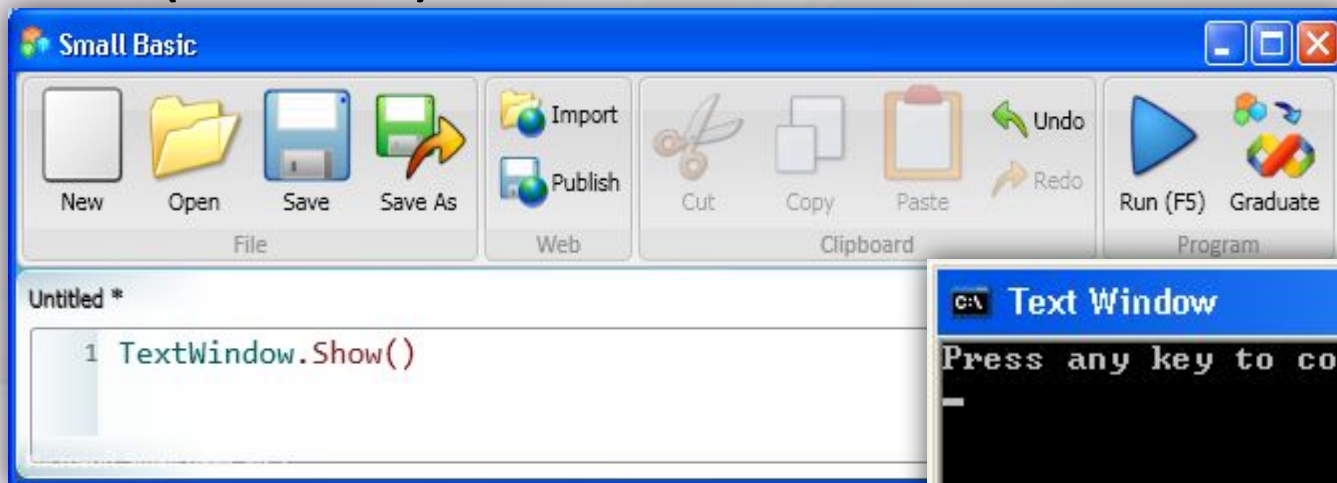 Small Basic
New Open Save Save As
File
Import
Publish
Web
Cut Copy Paste
Undo
Redo
Clipboard
Run (F5) Graduate
Program
Untitled *
1 TextWindow.Show()
C:\ Text Window
Press any key to co